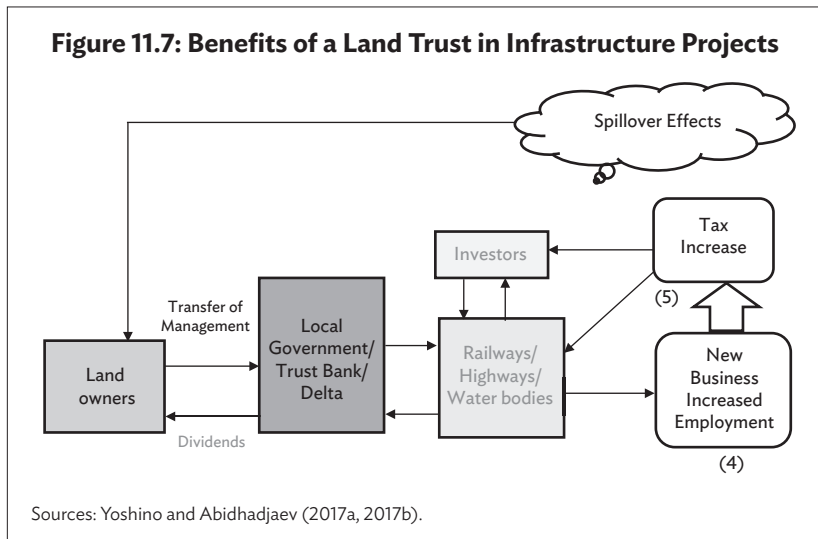 Figure 11.7: Benefits of a Land Trust in Infrastructure Projects
Spillover Effects
Tax
Increase
Investors
(5)
Transfer of
Management
Local
Government/
Trust Bank/
Delta
Railways/
Highways/
Water bodies
New
Business
Increased
Employment
Land
owners
Dividends
(4)
Sources: Yoshino and Abidhadjaev (2017a, 2017b).